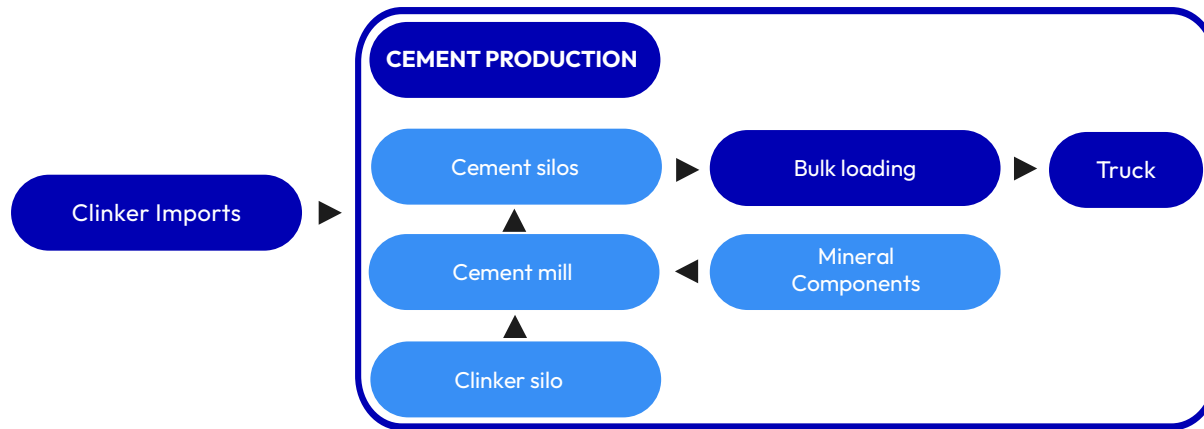 CEMENT PRODUCTION
Cement silos
Bulk loading
Truck
Clinker Imports
Cement mill
Mineral
Components
Clinker silo